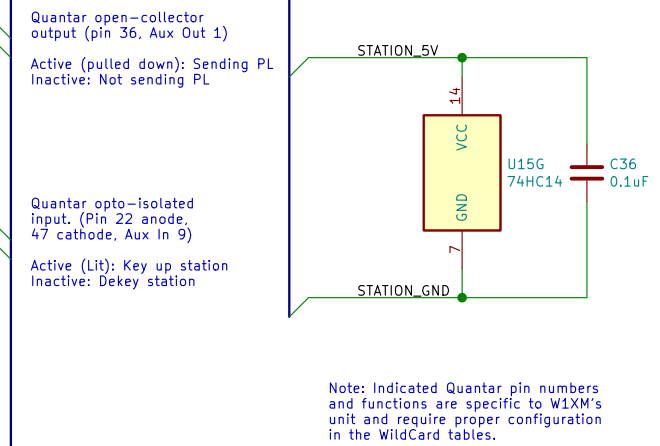 Quantar open-collector
output (pin 36, Aux Out 1)
Active (pulled down): Sending PL
Inactive: Not sending PL
Quantar opto-isolated
input. (Pin 22 anode,
47 cathode, Aux In 9)
Active (Lit): Key up station
Inactive: Dekey station
STATION_5V
14
VCC
GND
7
U15G
74HC14
C36
0.1uF
STATION_GND
Note: Indicated Quantar pin numbers
and functions are specific to W1XM's
unit and require proper configuration
in the WildCard tables.